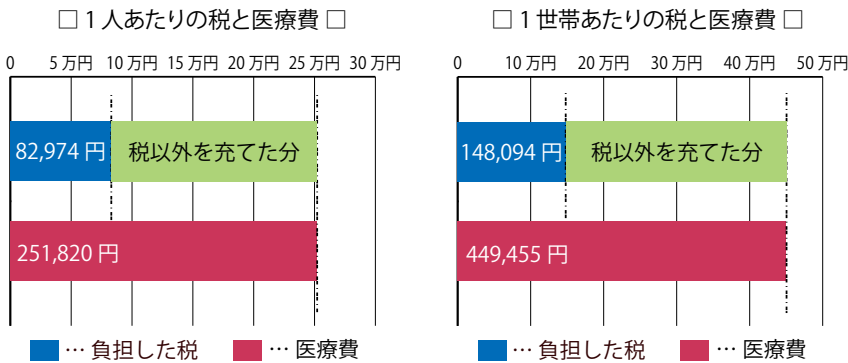 □ 1 人あたりの税と医療費 □
0 5 万円 10 万円 15 万円 20 万円 25 万円 30 万円
82,974 円 税以外を充てた分
251,820 円
… 負担した税 … 医療費
□ 1 世帯あたりの税と医療費 □
0 10 万円 20 万円 30 万円 40 万円 50 万円
148,094 円 税以外を充てた分
449,455 円
… 負担した税 … 医療費